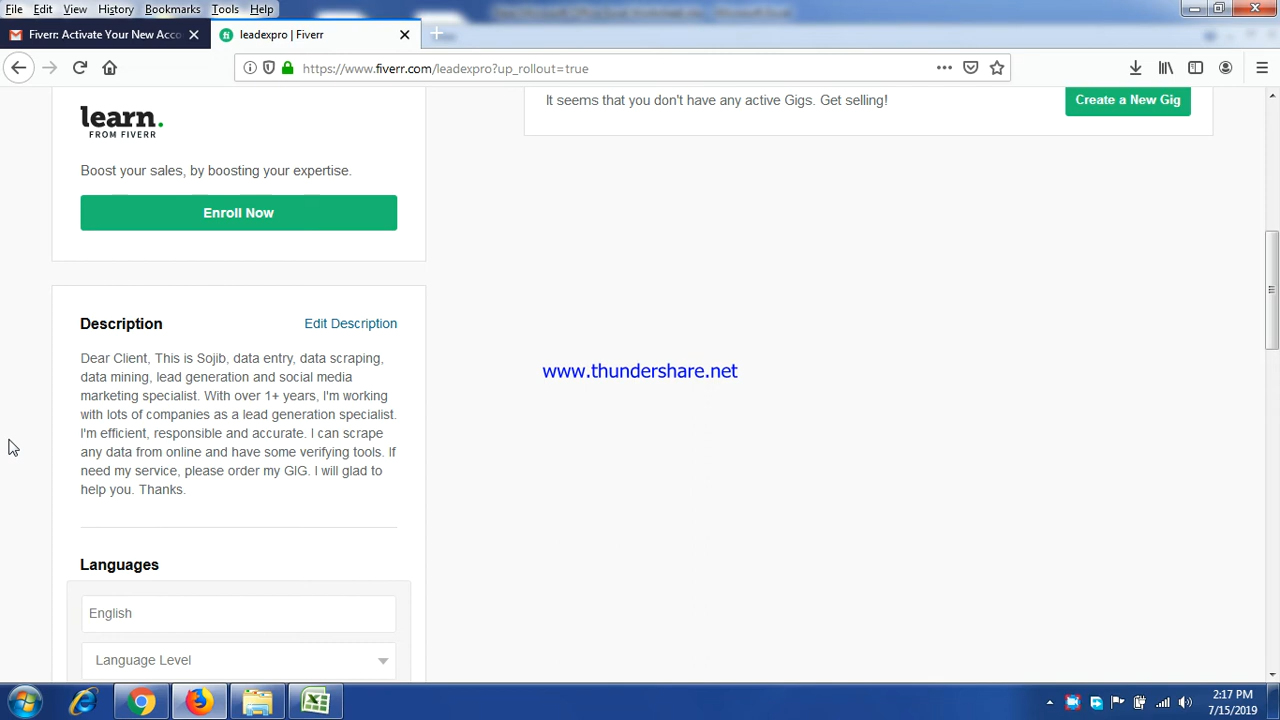 File Edit View History Bookmarks Tools Help
Fiverr: Activate Your New Acco
leadexpro | Fiverr
https://www.fiverr.com/leadexpro?up_rollout=true
learn.
FROM FIVERR
It seems that you don't have any active Gigs. Get selling!
Create a New Gig
Boost your sales, by boosting your expertise.
Enroll Now
Description
Edit Description
Dear Client, This is Sojib, data entry, data scraping,
data mining, lead generation and social media
marketing specialist. With over 1+ years, I'm working
with lots of companies as a lead generation specialist.
I'm efficient, responsible and accurate. I can scrape
any data from online and have some verifying tools. If
need my service, please order my GIG. I will glad to
help you. Thanks.
www.thundershare.net
Languages
English
Language Level
2:17 PM
7/15/2019